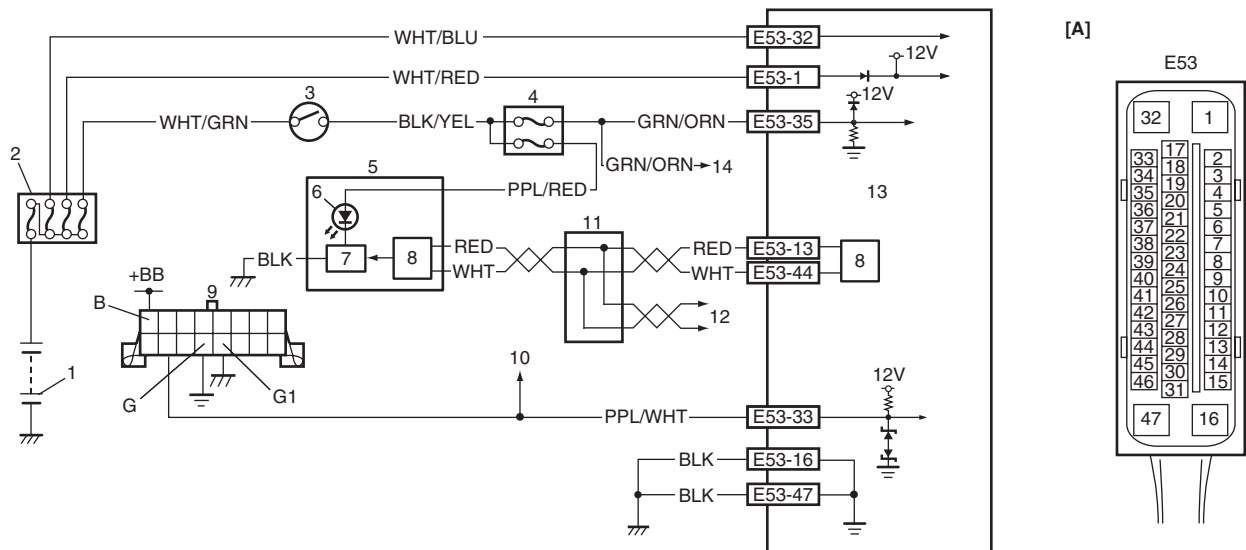 WHT/BLU
E53-32
12V
WHT/RED
E53-1
3
4
12V
WHT/GRN
BLK/YEL
GRN/ORN
E53-35
GRN/ORN
14
2
5
PPL/RED
13
6
11
RED
RED
E53-13
BLK
7
8
WHT
WHT
E53-44
8
+BB
B
9
12
1
10
12V
G
G1
PPL/WHT
E53-33
BLK
E53-16
BLK
E53-47
[A]
E53
32
1
17
33
2
18
34
3
19
35
4
20
36
5
21
37
6
22
38
7
23
39
8
24
40
9
25
41
10
26
42
11
27
43
12
28
44
13
29
45
14
30
46
15
31
47
16